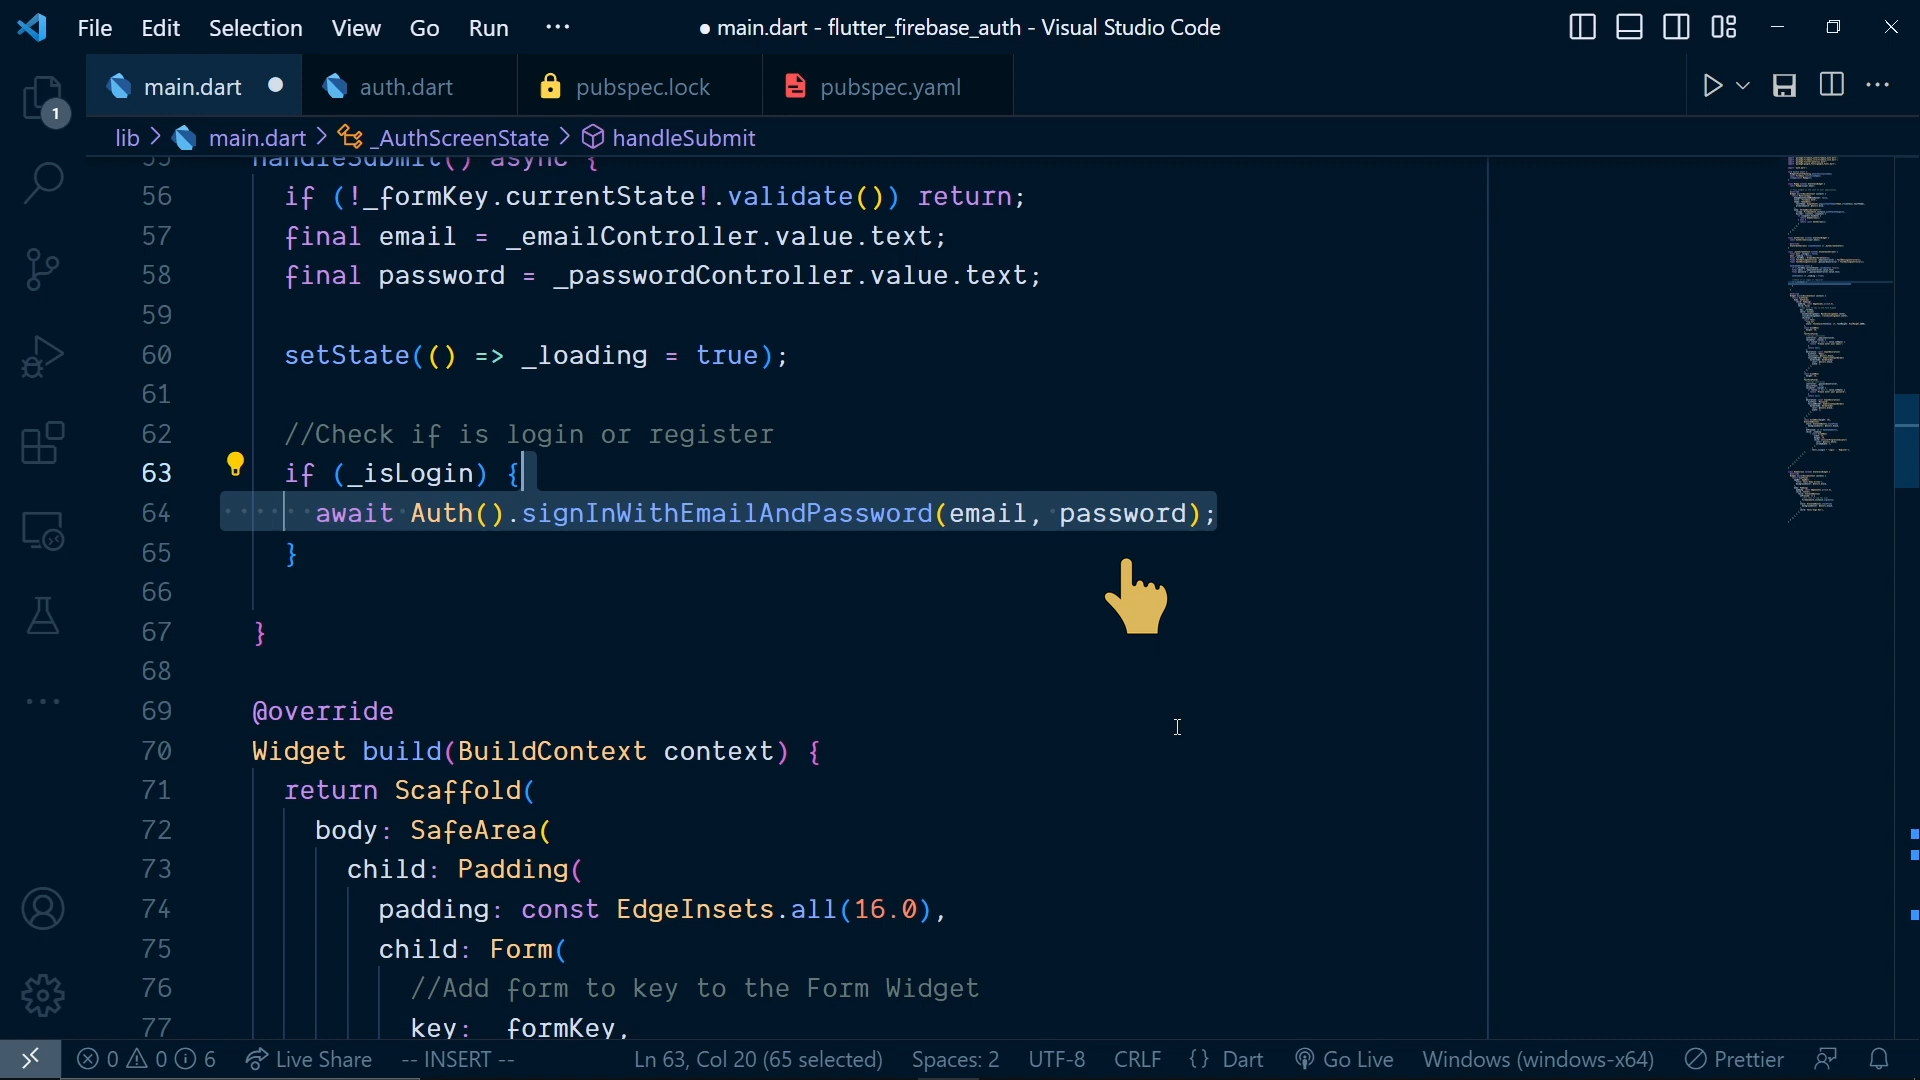 File Edit Selection View Go Run ···
● main.dart - flutter_firebase_auth - Visual Studio Code
1
main.dart
auth.dart
pubspec.lock
pubspec.yaml
lib > main.dart > _AuthScreenState > handleSubmit
55 handleSubmit() async {
56 if (!_formKey.currentState!.validate()) return;
57 final email = _emailController.value.text;
58 final password = _passwordController.value.text;
59
60 setState(() => _loading = true);
61
62 //Check if is login or register
63 if (_isLogin) {
64 await Auth().signInWithEmailAndPassword(email, password);
65 }
66
67 }
68
69 @override
70 Widget build(BuildContext context) {
71 return Scaffold(
72 body: SafeArea(
73 child: Padding(
74 padding: const EdgeInsets.all(16.0),
75 child: Form(
76 //Add form to key to the Form Widget
77 key: _formKey,
0 0 6 Live Share -- INSERT -- Ln 63, Col 20 (65 selected) Spaces: 2 UTF-8 CRLF {} Dart Go Live Windows (windows-x64) Prettier